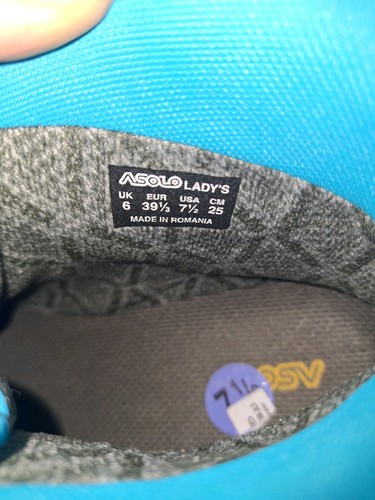 ASOLO LADY'S
UK EUR USA CM
6 39⅓ 7½ 25
MADE IN ROMANIA
7½